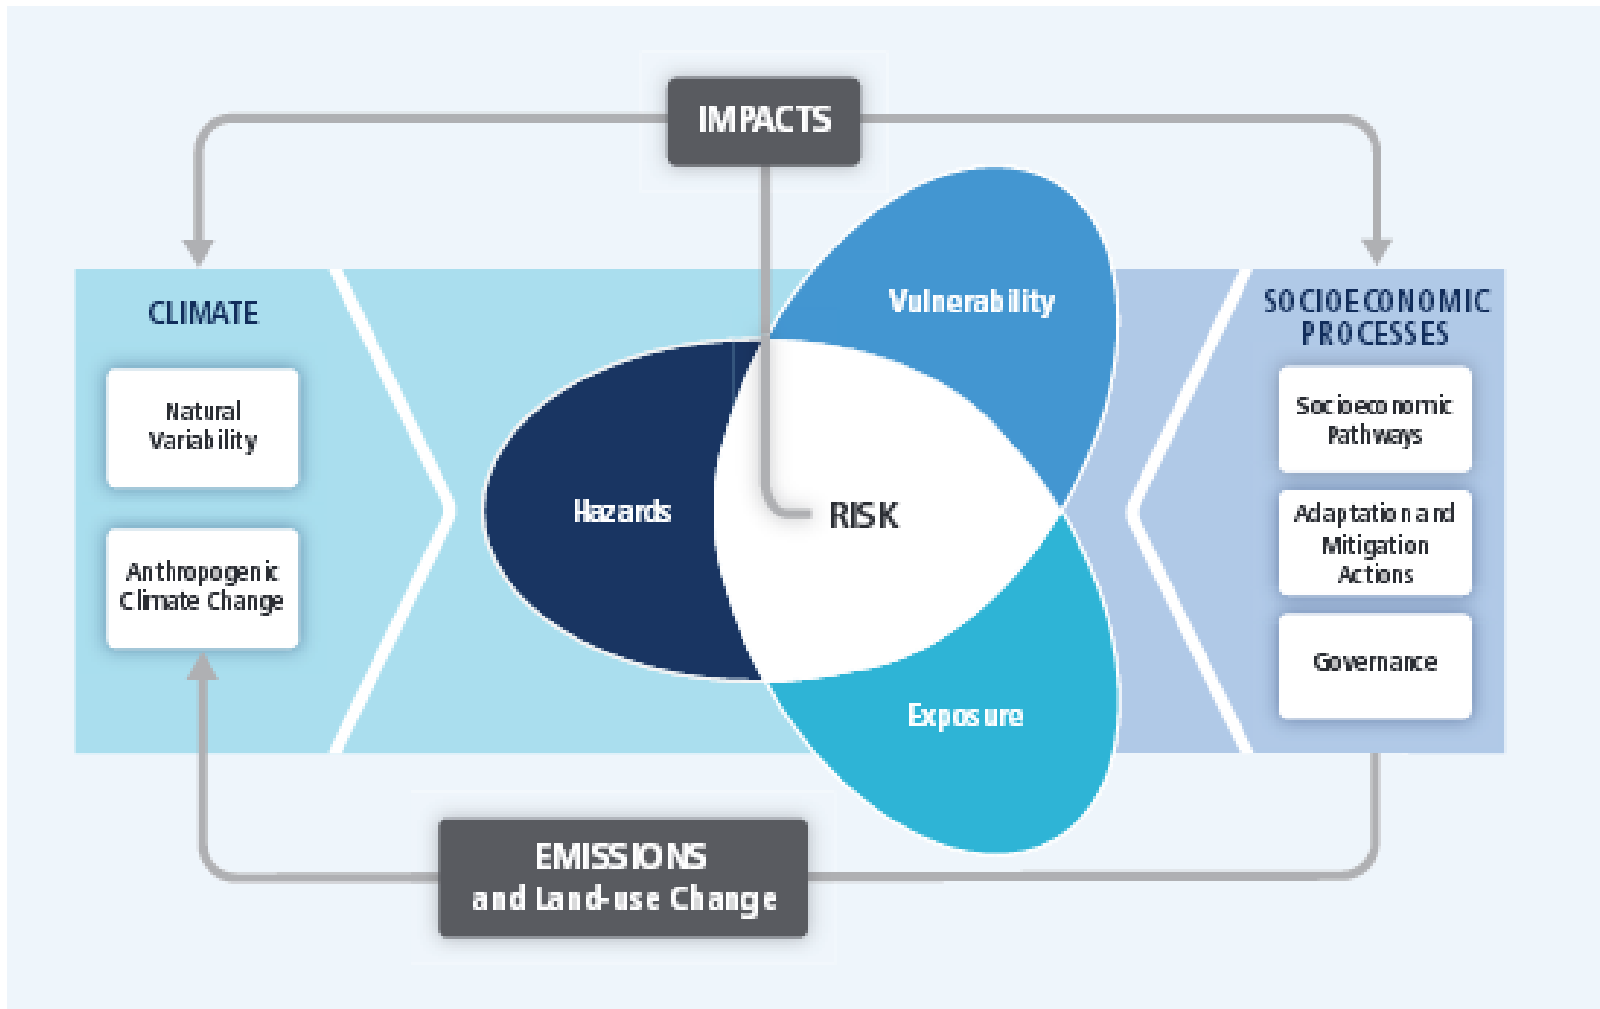 IMPACTS
Vulnerability
CLIMATE
Natural
Variability
Anthropogenic
Climate Change
Hazards
RISK
Exposure
SOCIOECONOMIC
PROCESSES
Socioeconomic
Pathways
Adaptation and
Mitigation
Actions
Governance
EMISSIONS
and Land-use Change